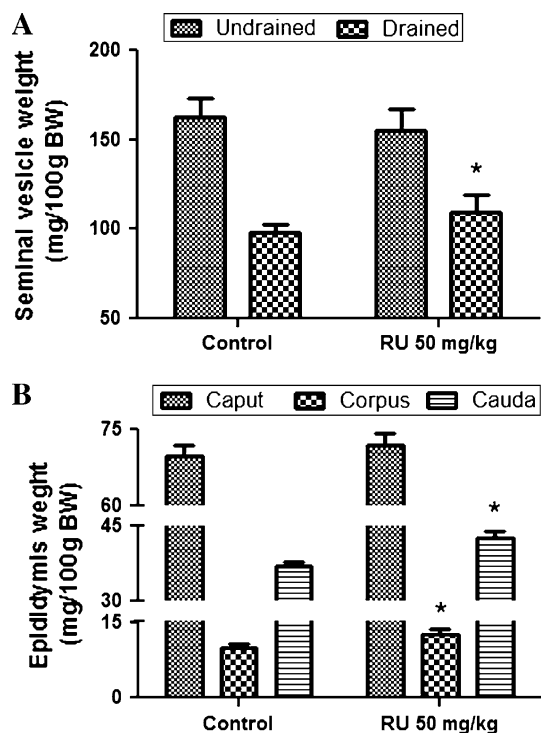 A
Undrained Drained
Seminal vesicle weight
(mg/100g BW)
200
150
100
50
*
Control RU 50 mg/kg
B
Caput Corpus Cauda
Epididymis weght
(mg/100g BW)
75
60
45
30
15
0
*
*
Control RU 50 mg/kg